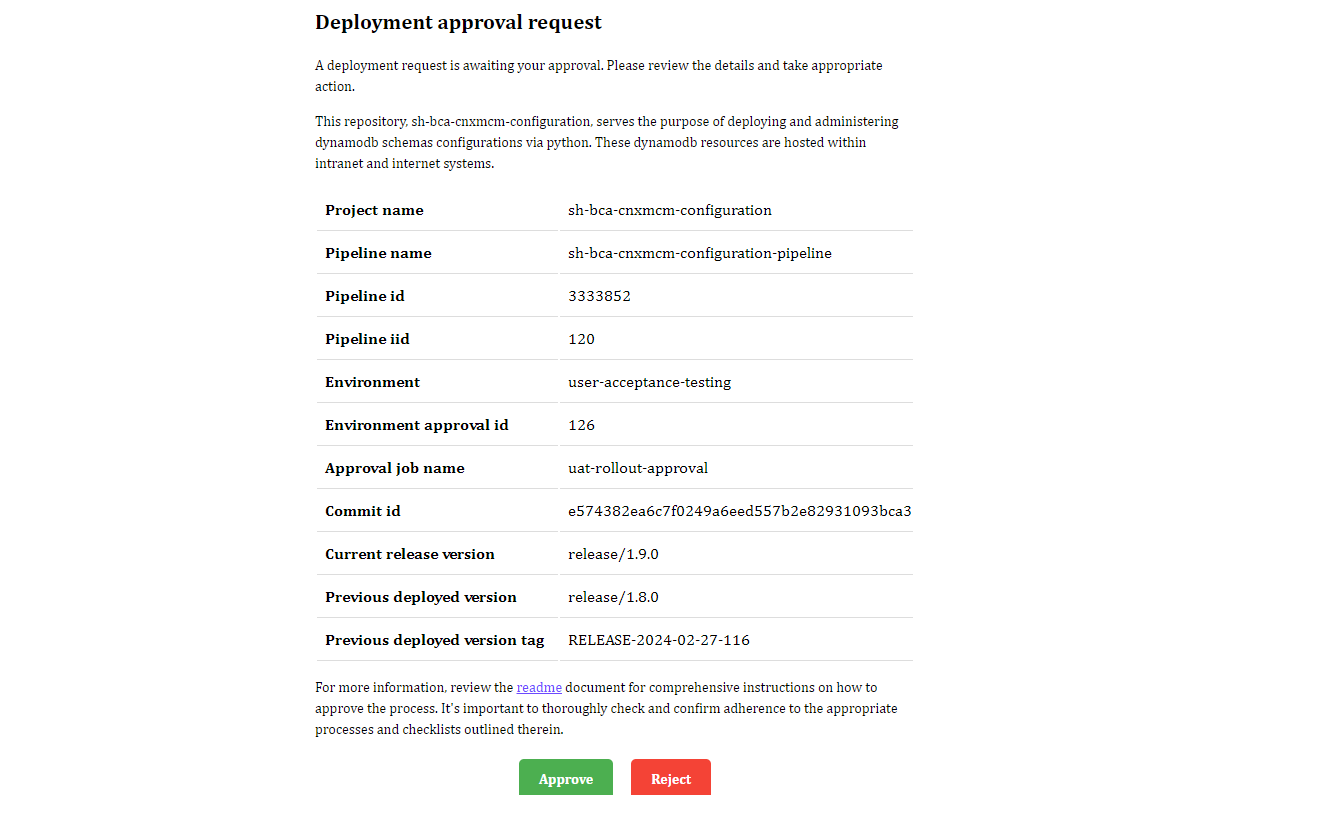 Deployment approval request
A deployment request is awaiting your approval. Please review the details and take appropriate
action.
This repository, sh-bca-cnxmcm-configuration, serves the purpose of deploying and administering
dynamodb schemas configurations via python. These dynamodb resources are hosted within
intranet and internet systems.
Project name sh-bca-cnxmcm-configuration
Pipeline name sh-bca-cnxmcm-configuration-pipeline
Pipeline id 3333852
Pipeline iid 120
Environment user-acceptance-testing
Environment approval id 126
Approval job name uat-rollout-approval
Commit id e574382ea6c7f0249a6eed557b2e82931093bca3
Current release version release/1.9.0
Previous deployed version release/1.8.0
Previous deployed version tag RELEASE-2024-02-27-116
For more information, review the readme document for comprehensive instructions on how to
approve the process. It's important to thoroughly check and confirm adherence to the appropriate
processes and checklists outlined therein.
Approve Reject